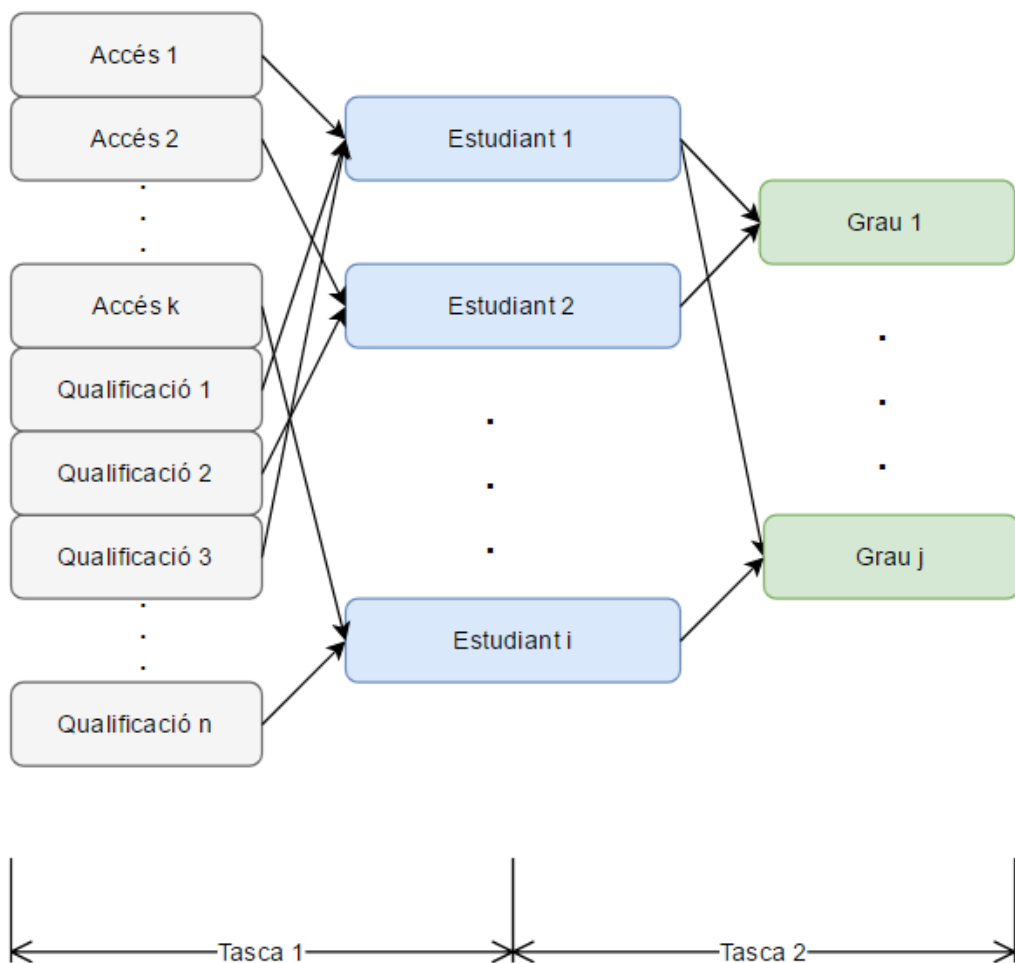 Accés 1
Accés 2
Accés k
Qualificació 1
Qualificació 2
Qualificació 3
Qualificació n
Estudiant 1
Estudiant 2
Estudiant i
Grau 1
Grau j
Tasca 1
Tasca 2